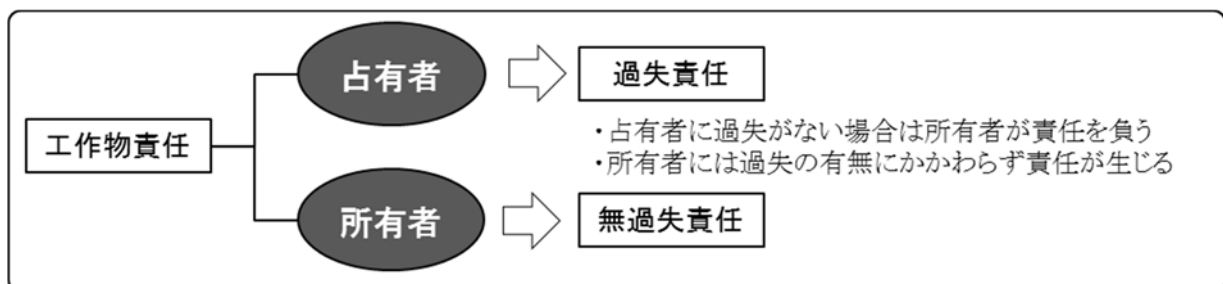 占有者
過失責任
・占有者に過失がない場合は所有者が責任を負う
・所有者には過失の有無にかかわらず責任が生じる
工作物責任
所有者
無過失責任